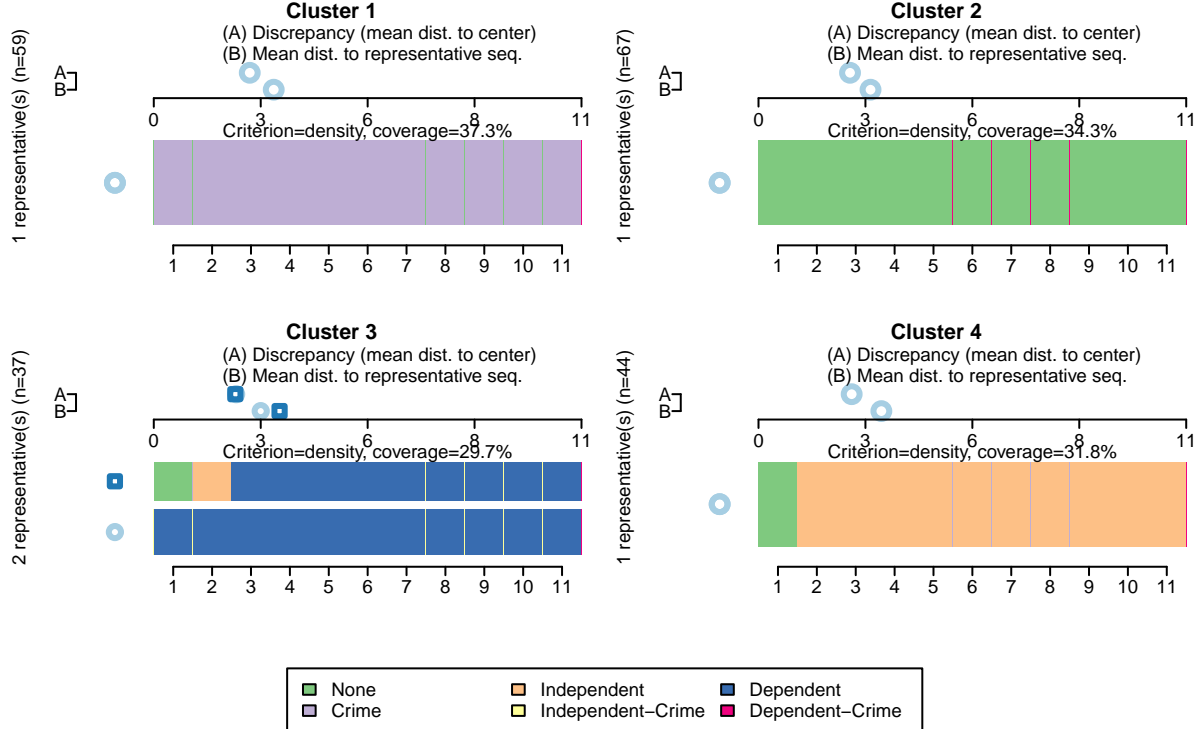 Cluster 1
(A) Discrepancy (mean dist. to center)
(B) Mean dist. to representative seq.
A
B
0 3 6 8 11
Criterion=density, coverage=37.3%
1 representative(s) (n=59)
1 2 3 4 5 6 7 8 9 10 11
Cluster 2
(A) Discrepancy (mean dist. to center)
(B) Mean dist. to representative seq.
A
B
0 3 6 8 11
Criterion=density, coverage=34.3%
1 representative(s) (n=67)
1 2 3 4 5 6 7 8 9 10 11
Cluster 3
(A) Discrepancy (mean dist. to center)
(B) Mean dist. to representative seq.
A
B
0 3 6 8 11
Criterion=density, coverage=29.7%
2 representative(s) (n=37)
1 2 3 4 5 6 7 8 9 10 11
Cluster 4
(A) Discrepancy (mean dist. to center)
(B) Mean dist. to representative seq.
A
B
0 3 6 8 11
Criterion=density, coverage=31.8%
1 representative(s) (n=44)
1 2 3 4 5 6 7 8 9 10 11
None Independent Dependent
Crime Independent−Crime Dependent−Crime